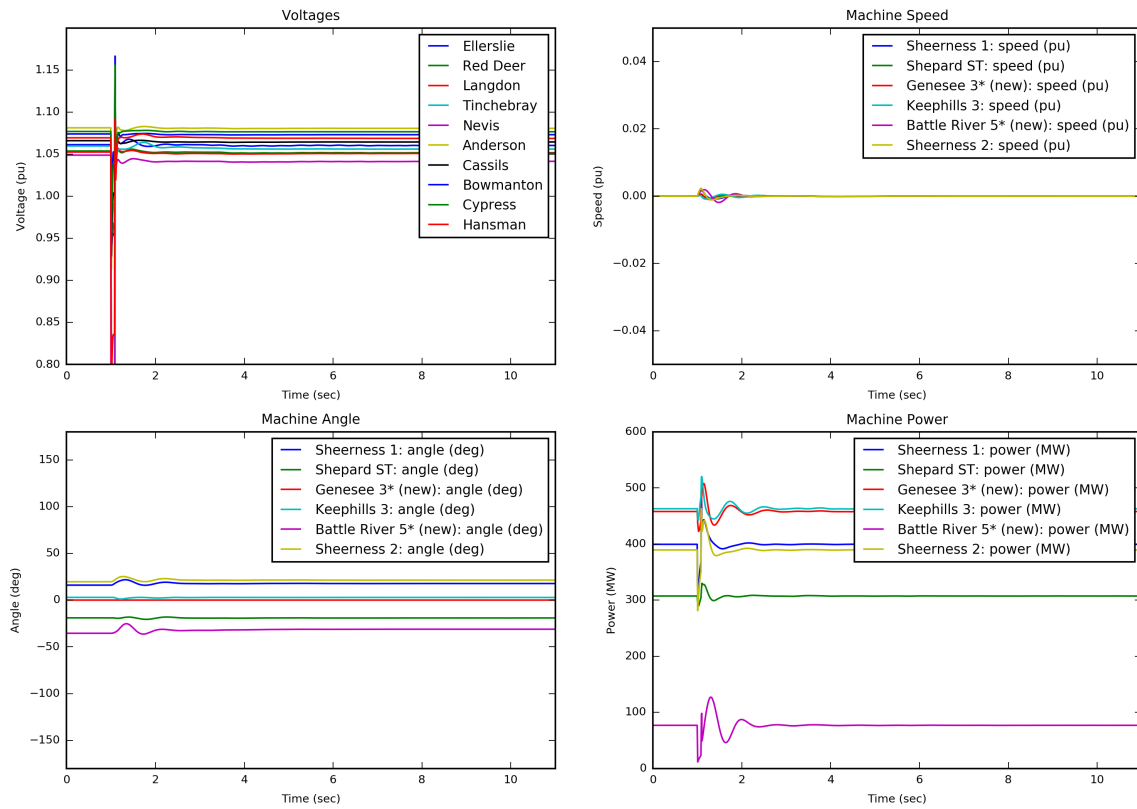 Voltages
1.15
1.10
1.05
1.00
0.95
0.90
0.85
0.80
Voltage (pu)
0 2 4 6 8 10
Time (sec)
Ellerslie
Red Deer
Langdon
Tinchebray
Nevis
Anderson
Cassils
Bowmanton
Cypress
Hansman
Machine Speed
0.04
0.02
0.00
−0.02
−0.04
Speed (pu)
0 2 4 6 8 10
Time (sec)
Sheerness 1: speed (pu)
Shepard ST: speed (pu)
Genesee 3* (new): speed (pu)
Keephills 3: speed (pu)
Battle River 5* (new): speed (pu)
Sheerness 2: speed (pu)
Machine Angle
150
100
50
0
−50
−100
−150
Angle (deg)
0 2 4 6 8 10
Time (sec)
Sheerness 1: angle (deg)
Shepard ST: angle (deg)
Genesee 3* (new): angle (deg)
Keephills 3: angle (deg)
Battle River 5* (new): angle (deg)
Sheerness 2: angle (deg)
Machine Power
600
500
400
300
200
100
0
Power (MW)
0 2 4 6 8 10
Time (sec)
Sheerness 1: power (MW)
Shepard ST: power (MW)
Genesee 3* (new): power (MW)
Keephills 3: power (MW)
Battle River 5* (new): power (MW)
Sheerness 2: power (MW)